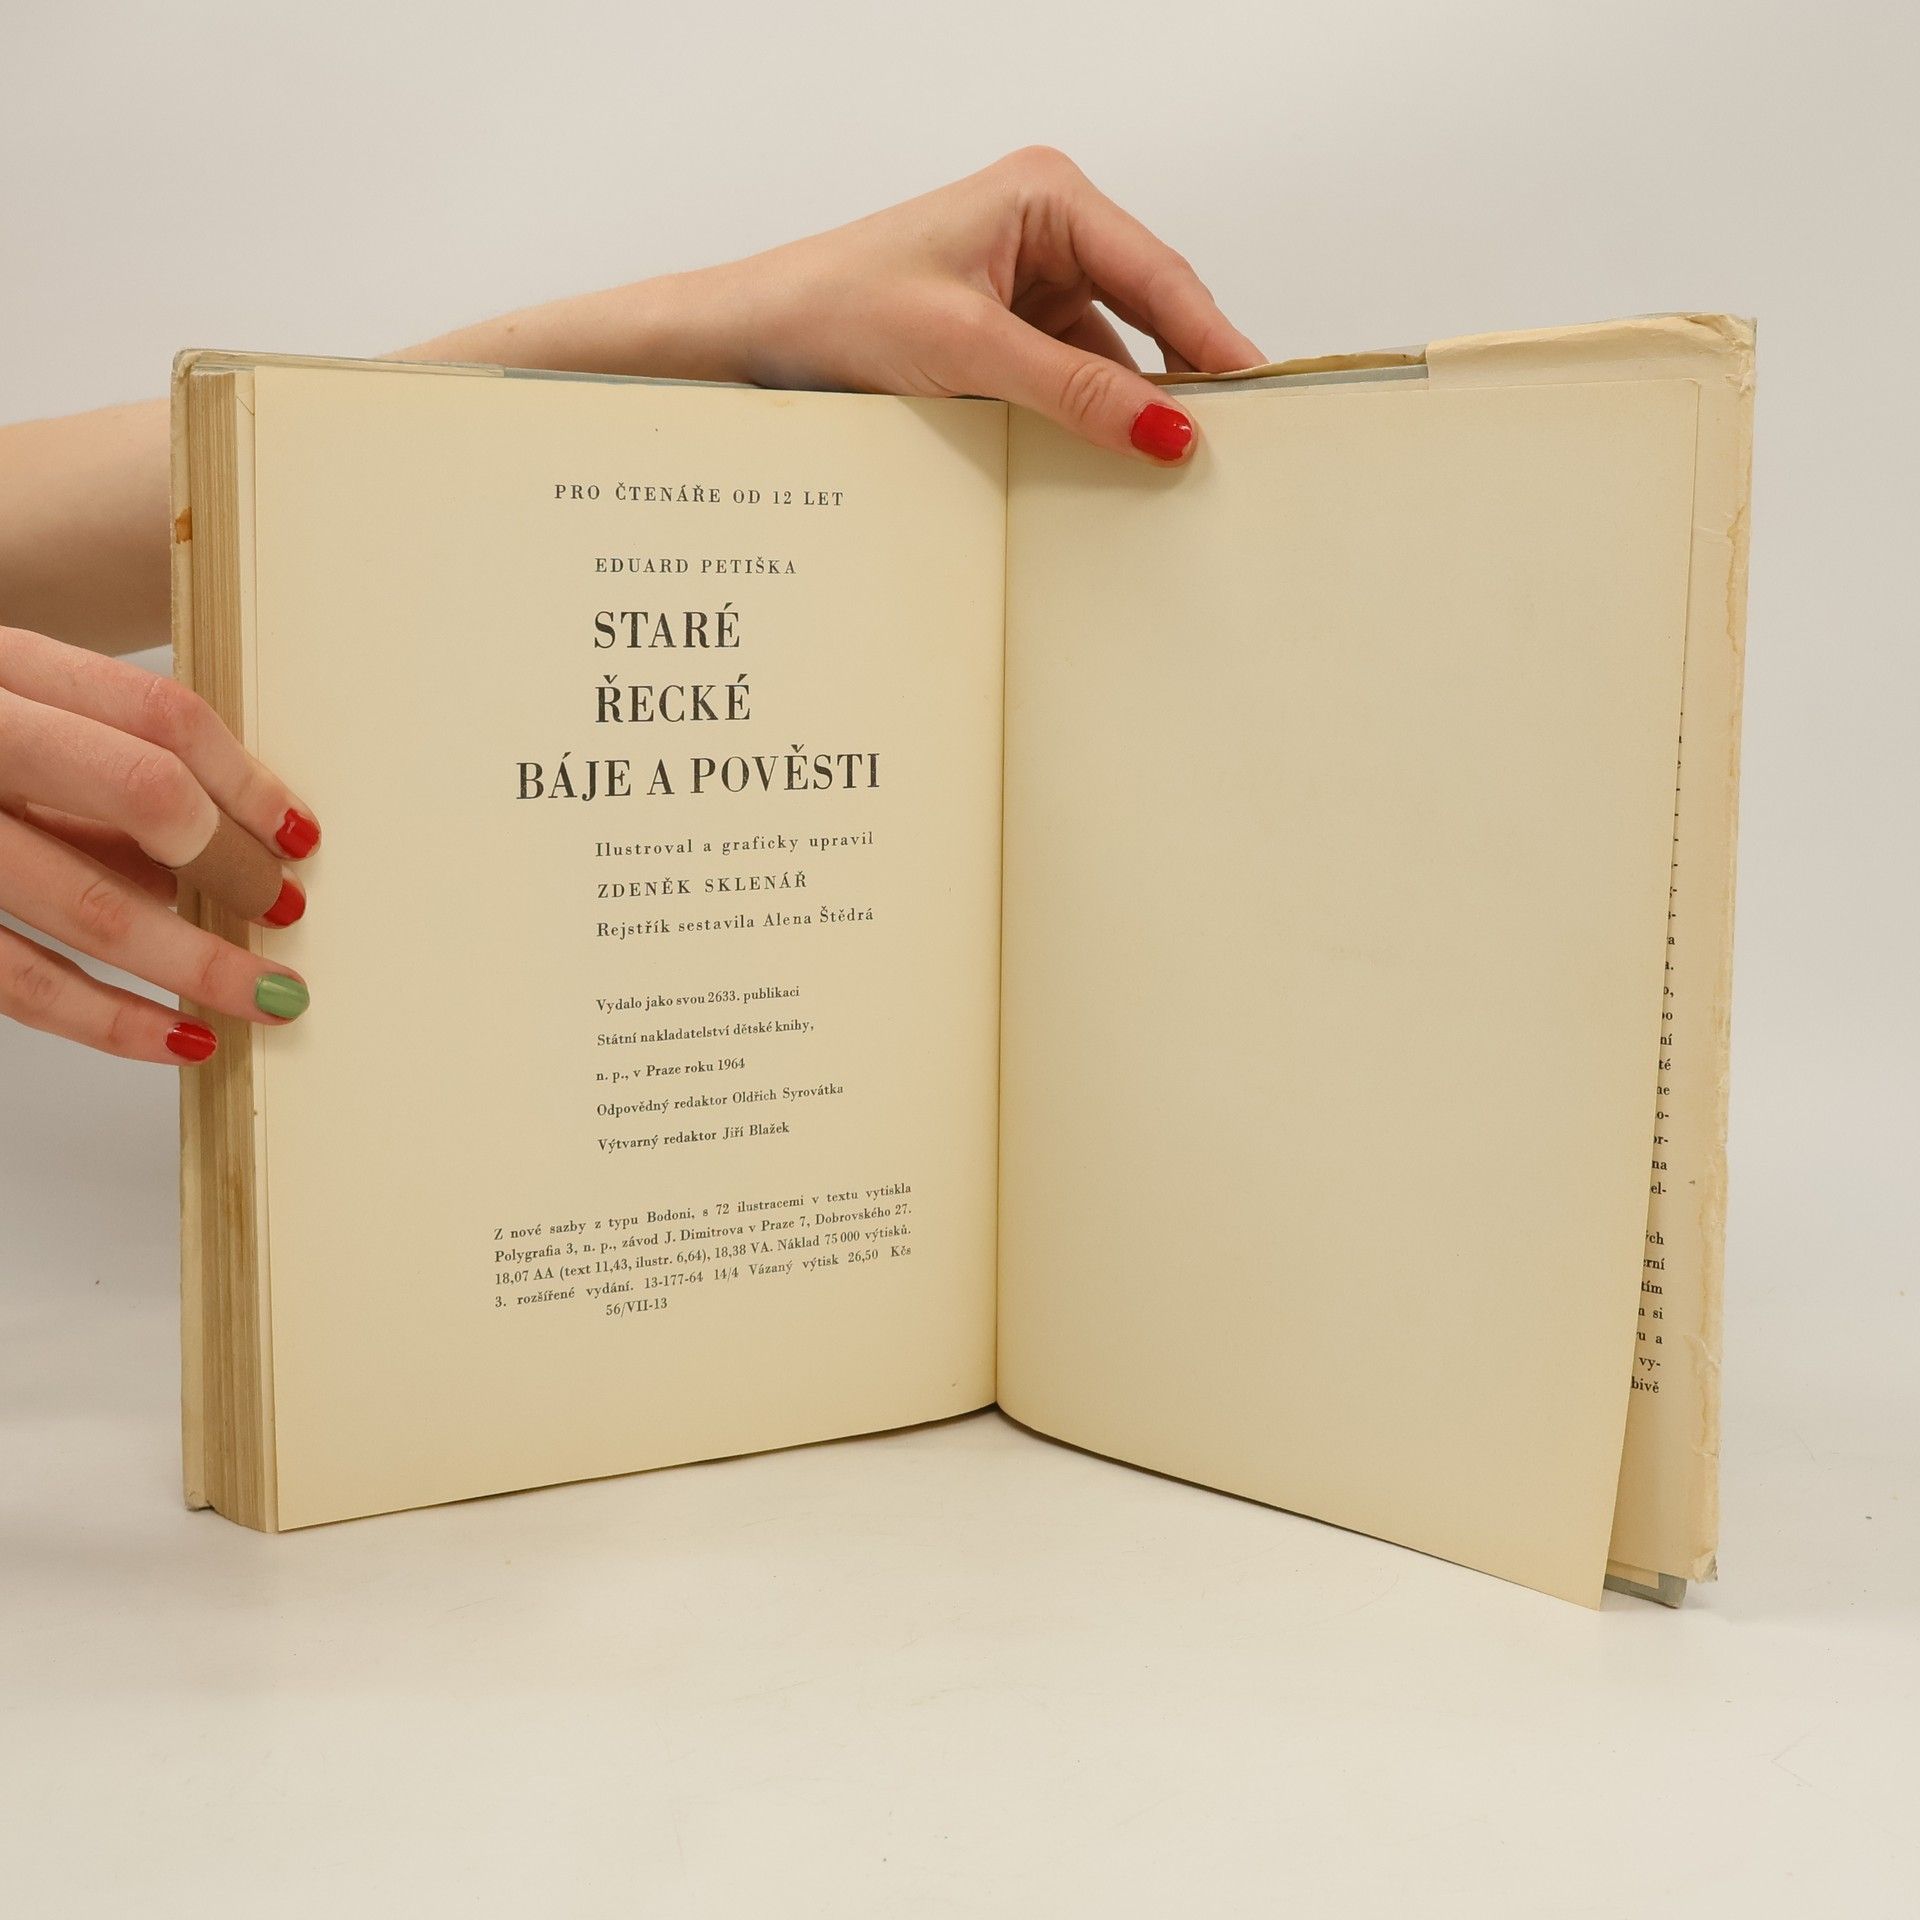 PRO ČTENÁŘE OD 12 LET
EDUARD PETIŠKA
STARÉ
ŘECKÉ
BÁJE A POVĚSTI
Ilustroval a graficky upravil
ZDENĚK SKLENÁŘ
Rejstřík sestavila Alena Štědrá
Vydalo jako svou 2633. publikaci
Státní nakladatelství dětské knihy,
n. p., v Praze roku 1964
Odpovědný redaktor Oldřich Syrovátka
Výtvarný redaktor Jiří Blažek
Z nové sazby z typu Bodoni, s 72 ilustracemi v textu vytiskla
Polygrafia 3, n. p., závod J. Dimitrova v Praze 7, Dobrovského 27.
18,07 AA (text 11,43, ilustr. 6,64), 18,38 VA. Náklad 75 000 výtisků.
3. rozšířené vydání. 13-177-64 14/4 Vázaný výtisk 26,50 Kčs
56/VII-13